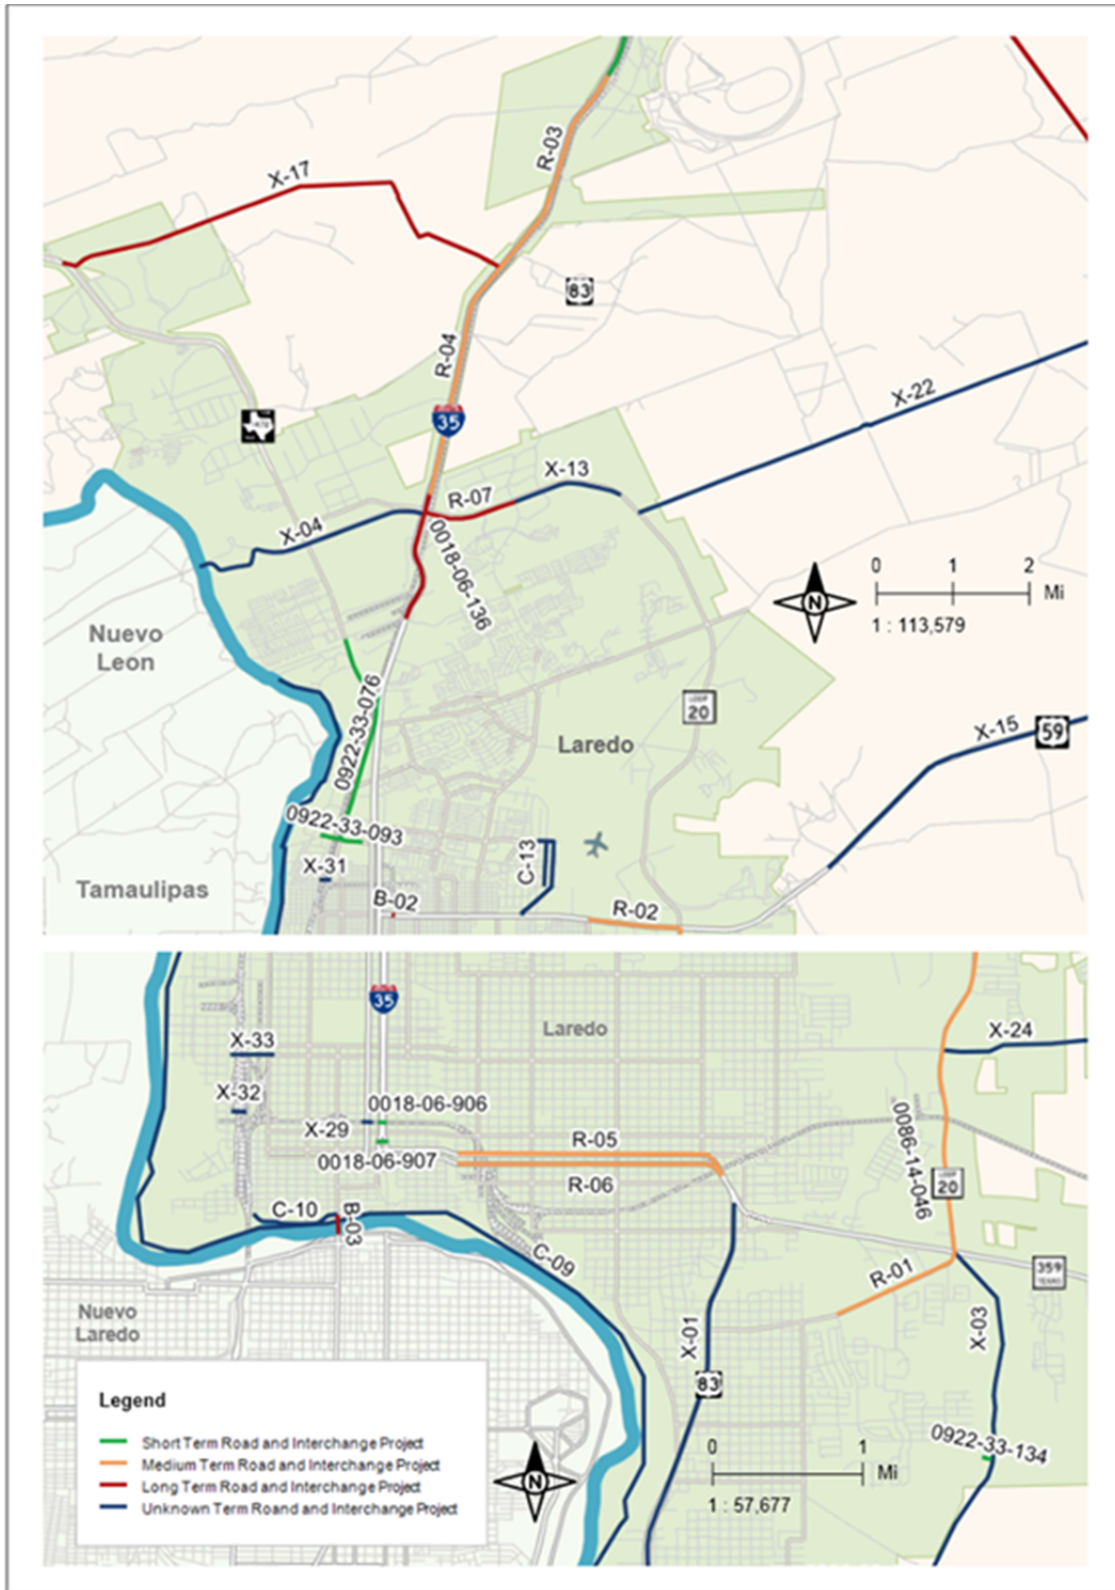 R-03
X-17
83
R-04
X-22
35
X-13
R-07
X-04
0018-06-136
0 1 2
Mi
N
1 : 113,579
Nuevo
Leon
0922-33-076
LOOP
20
X-15
59
Laredo
0922-33-093
C-13
X-31
Tamaulipas
B-02
R-02
35
Laredo
X-33
X-24
X-32
0018-06-906
X-29
R-05
0018-06-907
R-06
0086-14-046
LOOP
20
C-10
B-03
C-09
359
TEXAS
R-01
Nuevo
Laredo
X-01
X-03
83
Legend
Short Term Road and Interchange Project
Medium Term Road and Interchange Project
Long Term Road and Interchange Project
Unknown Term Roand and Interchange Project
N
0 1
Mi
1 : 57,677
0922-33-134